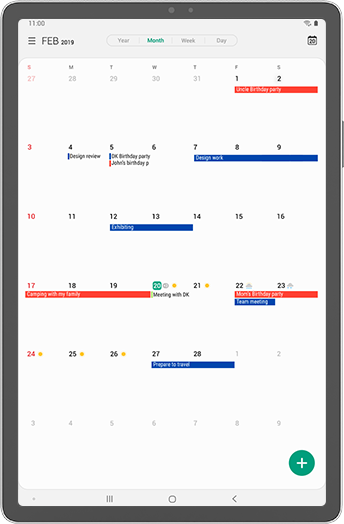 11:00
FEB 2019
Year Month Week Day 20
S M T W T F S
27 28 29 30 31 1 2
Uncle Birthday party
3 4 5 6 7 8 9
Design review DK Birthday party Design work
John's birthday p
10 11 12 13 14 15 16
Exhibiting
17 18 19 20 21 22 23
Camping with my family Meeting with DK Mom's Birthday party
Team meeting
24 25 26 27 28 1 2
Prepare to travel
3 4 5 6 7 8 9